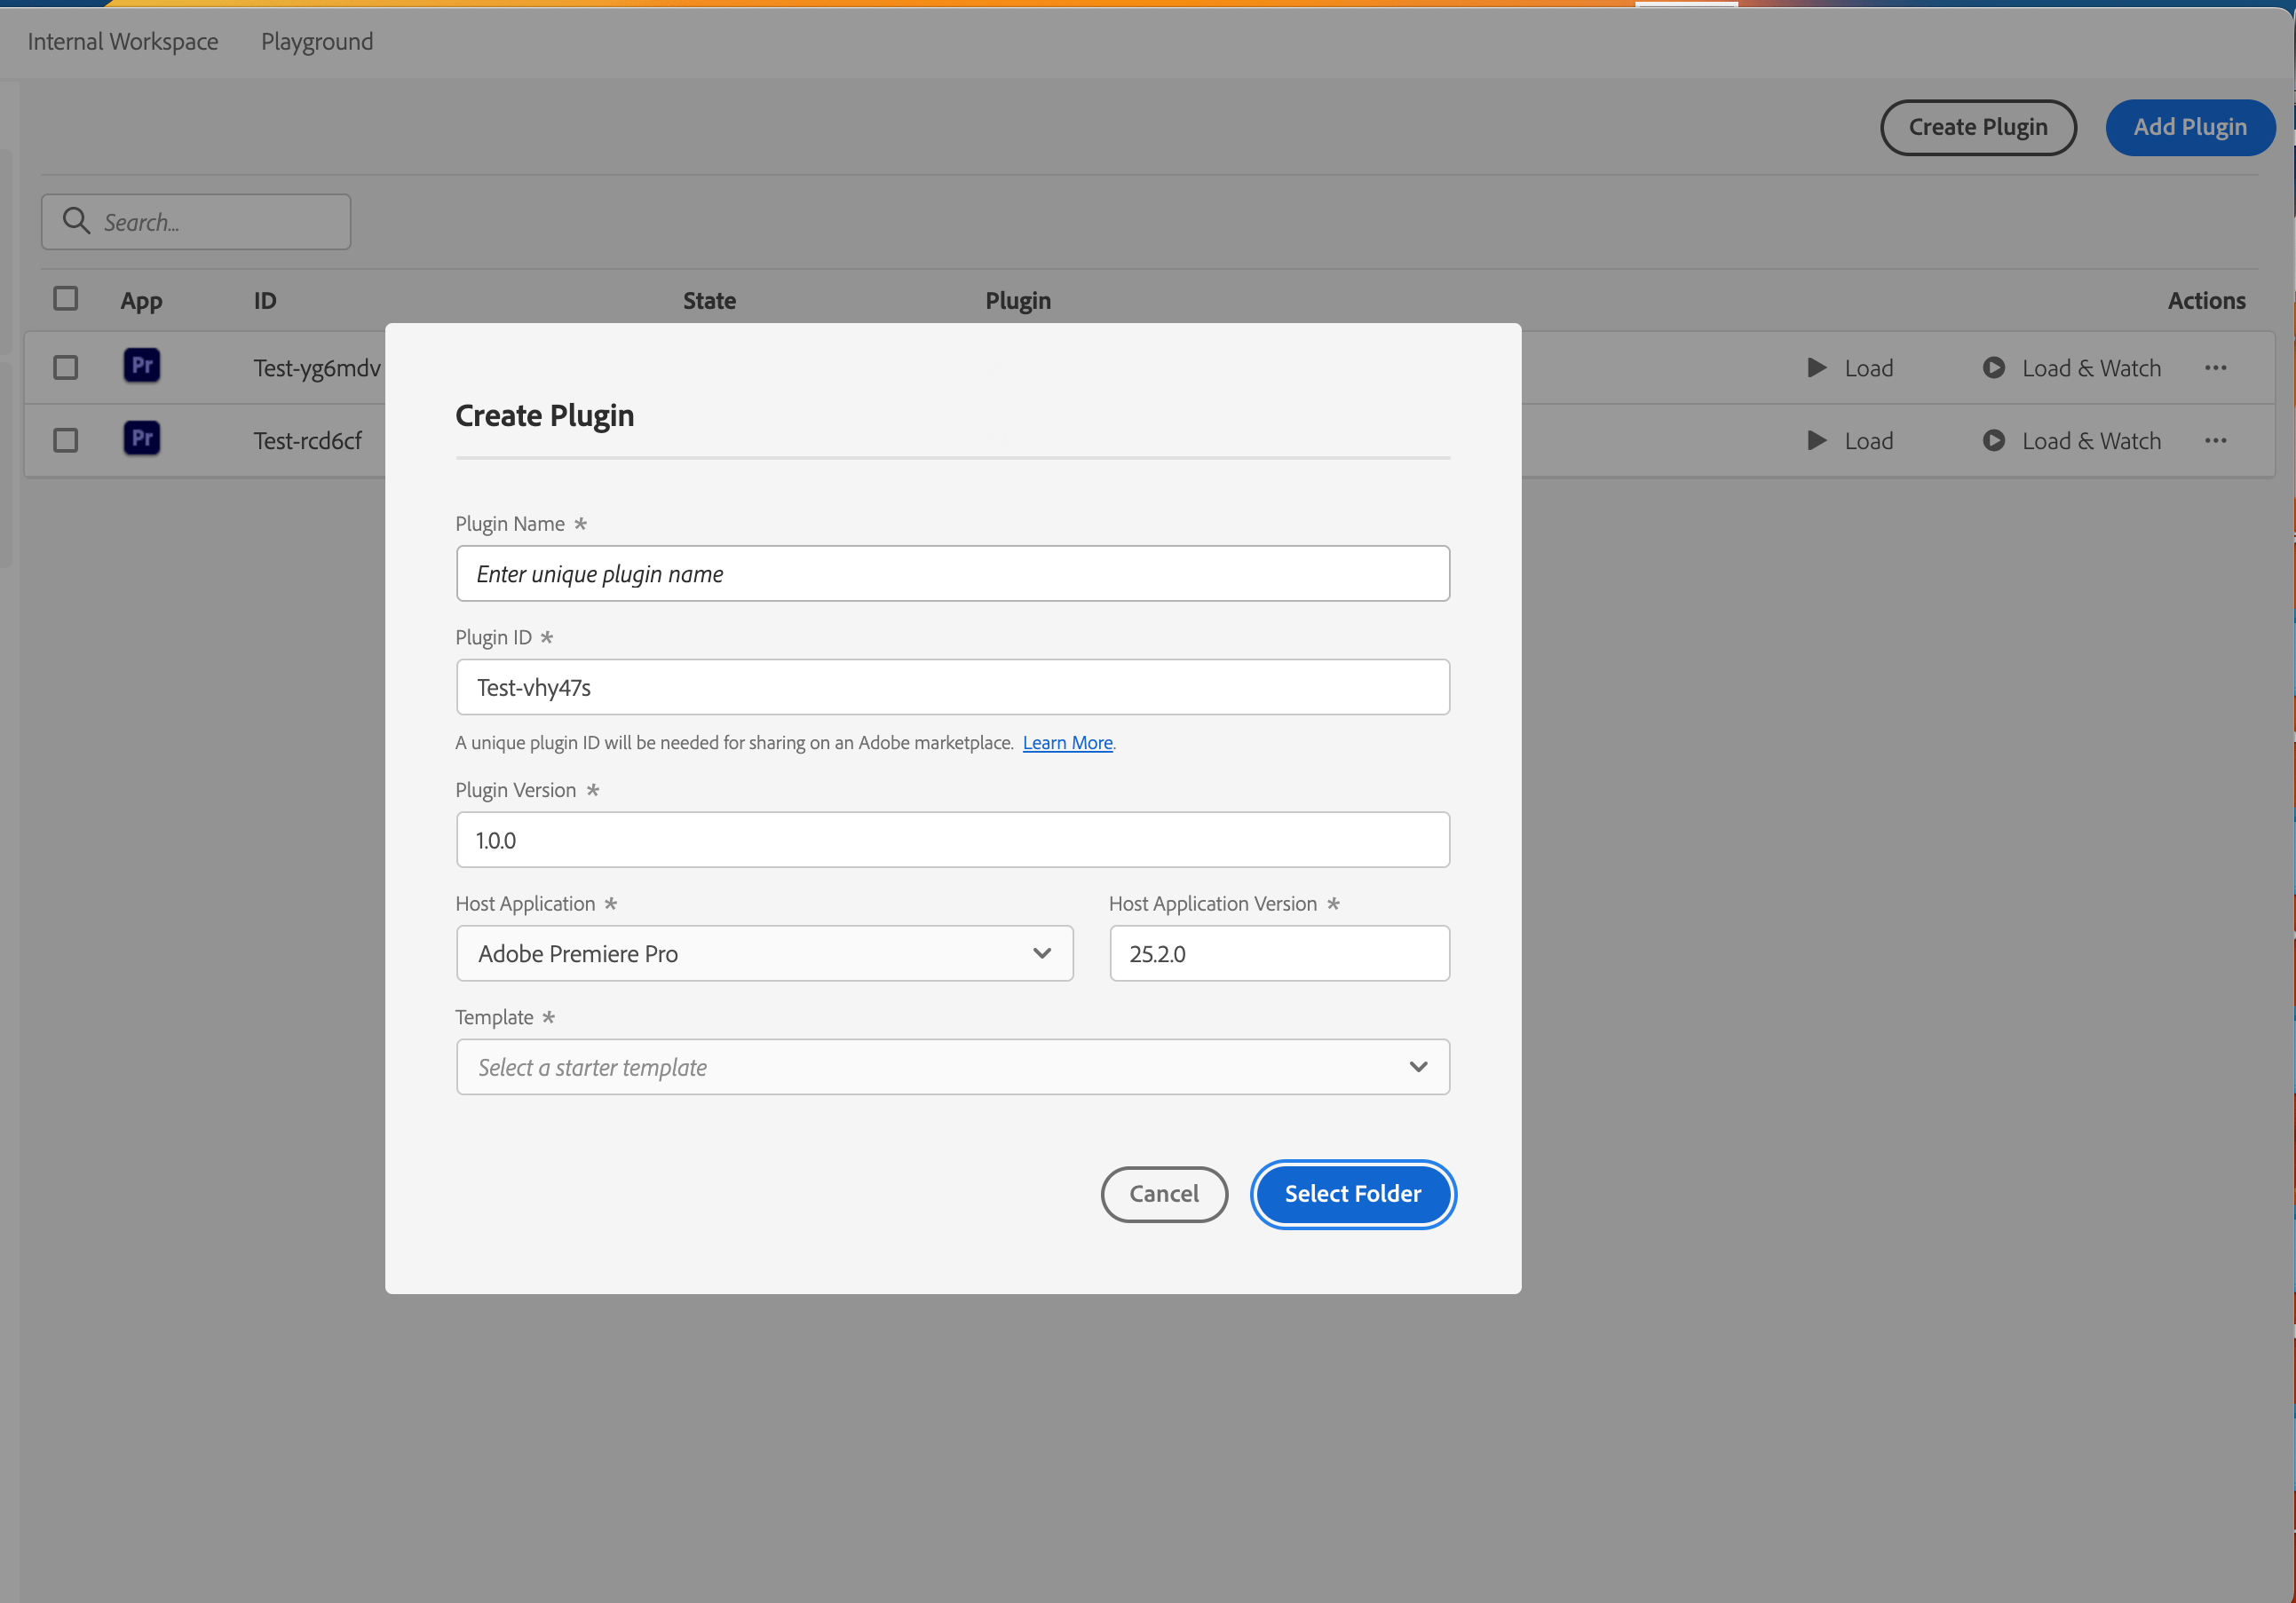 Internal Workspace Playground
Create Plugin Add Plugin
Search...
App ID State Plugin Actions
Pr Test-yg6mdv Load Load & Watch ...
Pr Test-rcd6cf Load Load & Watch ...
Create Plugin
Plugin Name *
Enter unique plugin name
Plugin ID *
Test-vhy47s
A unique plugin ID will be needed for sharing on an Adobe marketplace. Learn More.
Plugin Version *
1.0.0
Host Application * Host Application Version *
Adobe Premiere Pro 25.2.0
Template *
Select a starter template
Cancel Select Folder